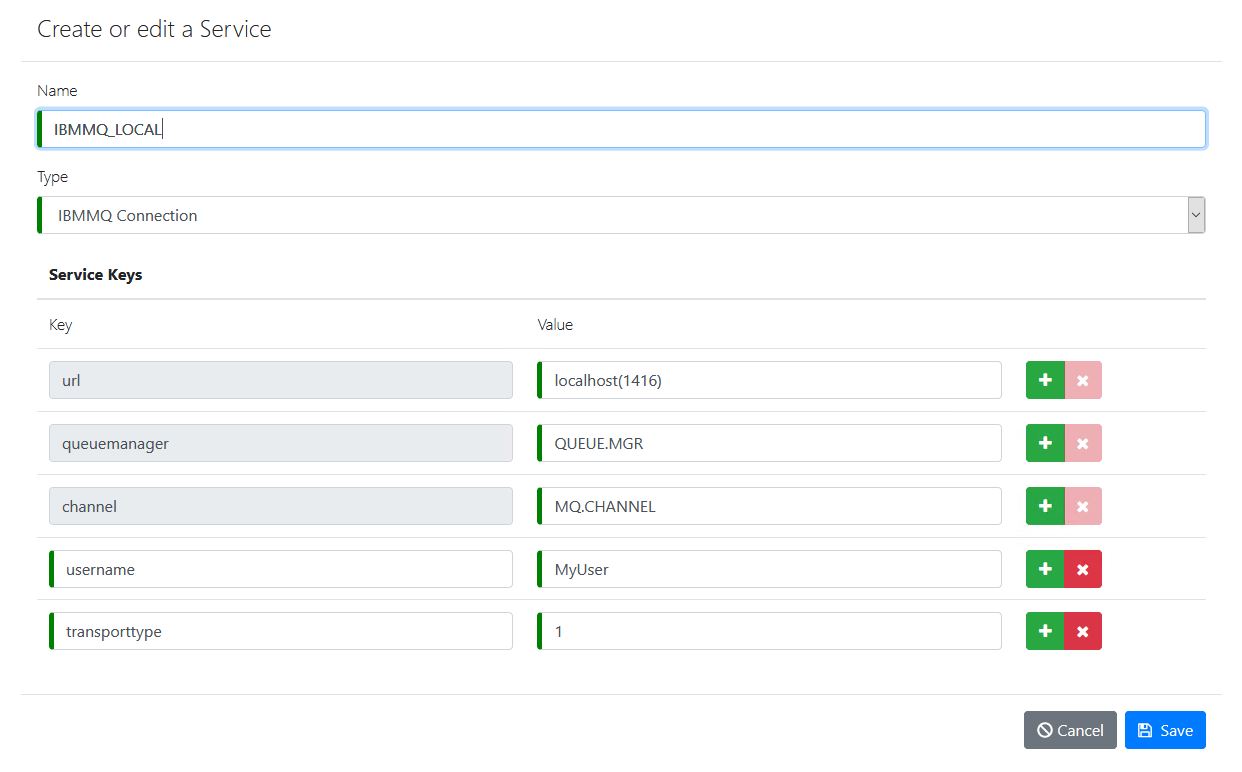 Create or edit a Service
Name
IBMMQ_LOCAL
Type
IBMMQ Connection
Service Keys
Key Value
url localhost(1416)
queuemanager QUEUE.MGR
channel MQ.CHANNEL
username MyUser
transporttype 1
Cancel Save